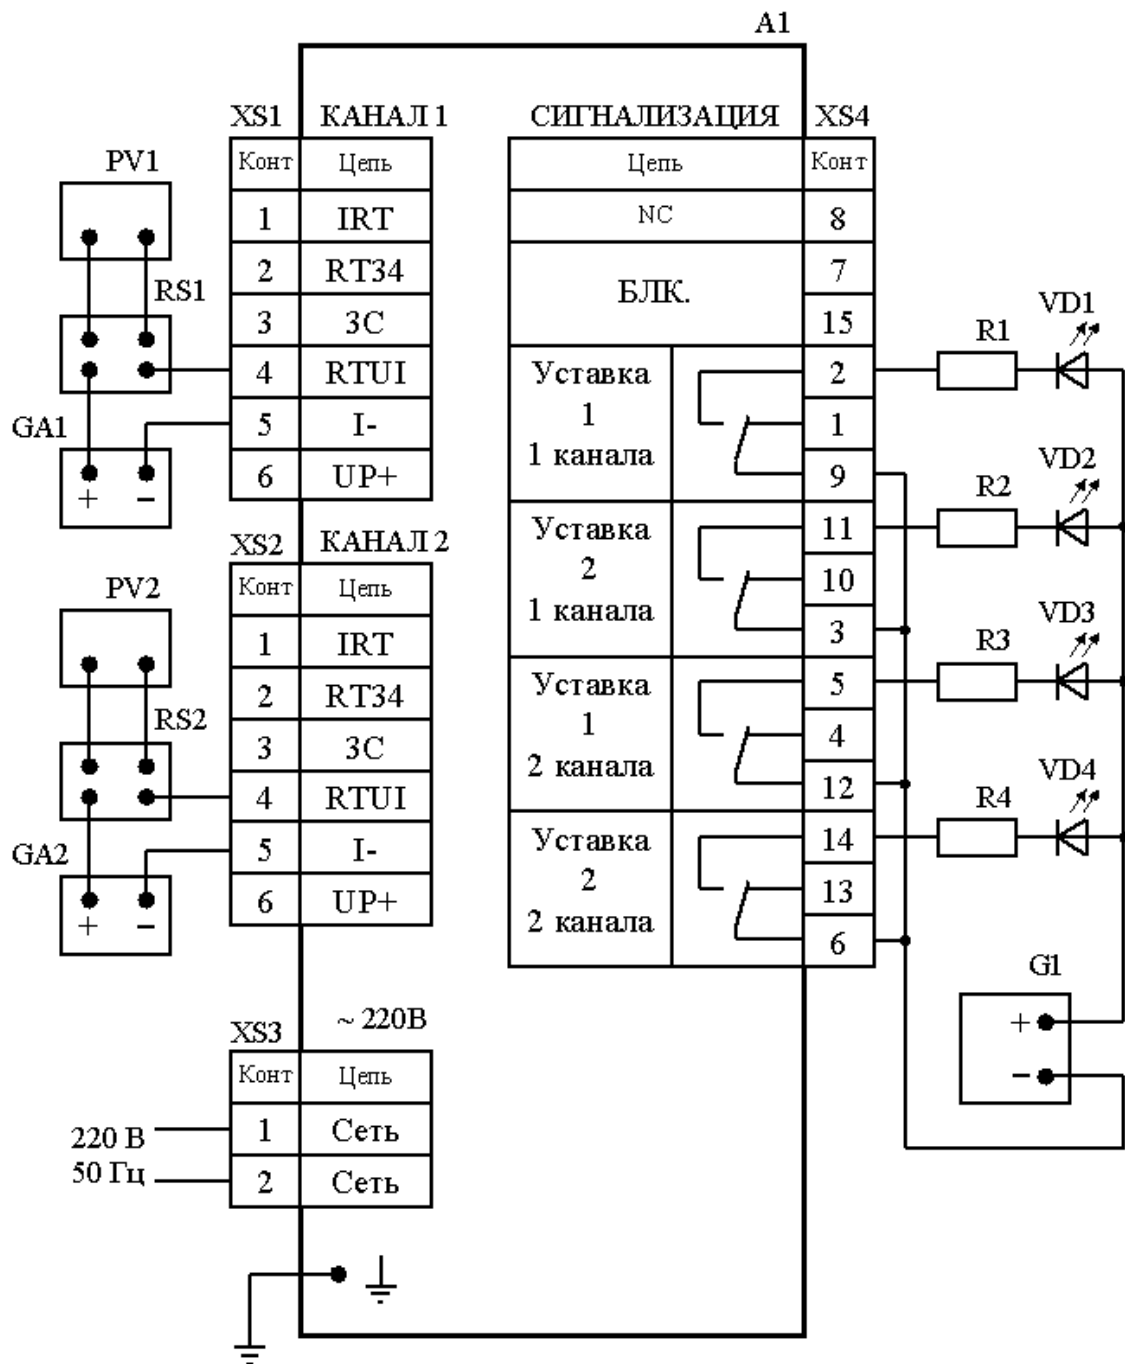 А1
XS1 КАНАЛ 1
Конт Цепь
1 IRT
2 RT34
3 3С
4 RTUI
5 I-
6 UP+
PV1
RS1
GA1
+ −
XS2 КАНАЛ 2
Конт Цепь
1 IRT
2 RT34
3 3С
4 RTUI
5 I-
6 UP+
PV2
RS2
GA2
+ −
XS3 ~ 220В
Конт Цепь
1 Сеть
2 Сеть
220 В
50 Гц
СИГНАЛИЗАЦИЯ XS4
Цепь Конт
NC 8
БЛК.
7
15
Уставка
1
1 канала
2
1
9
Уставка
2
1 канала
11
10
3
Уставка
1
2 канала
5
4
12
Уставка
2
2 канала
14
13
6
R1 VD1
R2 VD2
R3 VD3
R4 VD4
G1
+
−